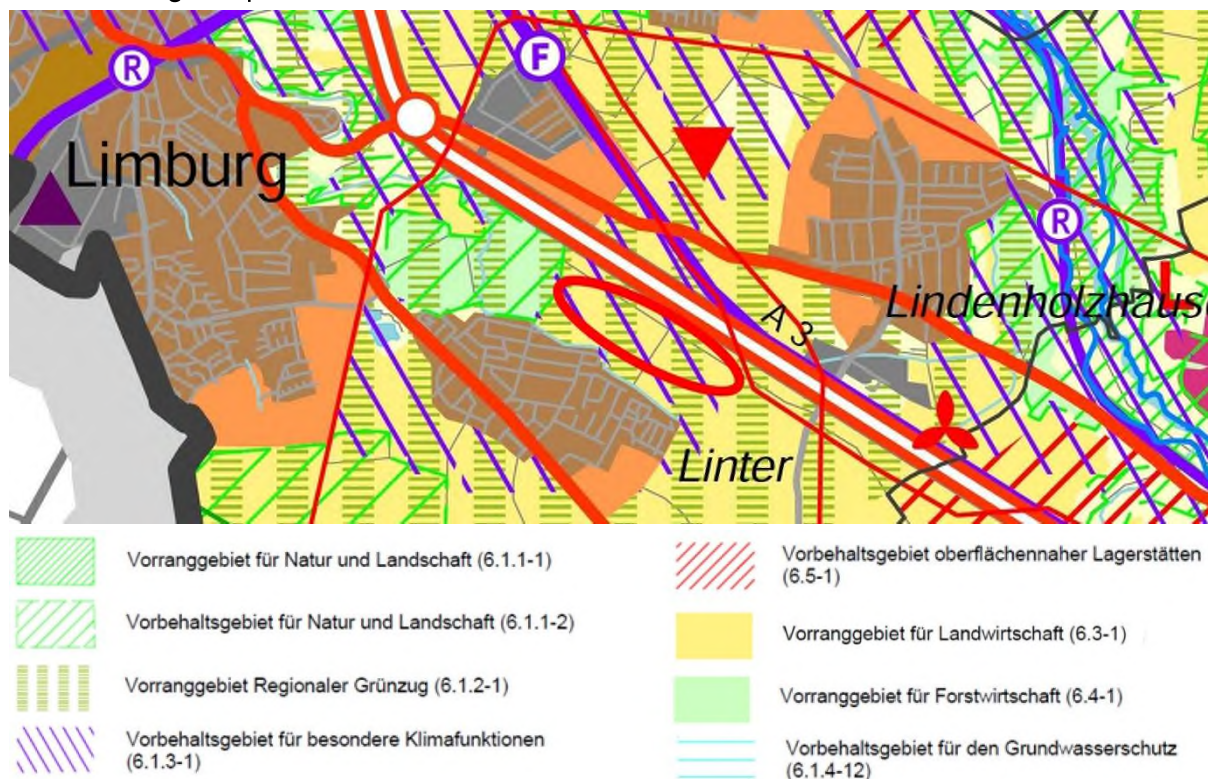 R
F
Limburg
R
A 3
Lindenholzhause
Linter
Vorranggebiet für Natur und Landschaft (6.1.1-1)
Vorbehaltsgebiet für Natur und Landschaft (6.1.1-2)
Vorranggebiet Regionaler Grünzug (6.1.2-1)
Vorbehaltsgebiet für besondere Klimafunktionen
(6.1.3-1)
Vorbehaltsgebiet oberflächennaher Lagerstätten
(6.5-1)
Vorranggebiet für Landwirtschaft (6.3-1)
Vorranggebiet für Forstwirtschaft (6.4-1)
Vorbehaltsgebiet für den Grundwasserschutz
(6.1.4-12)